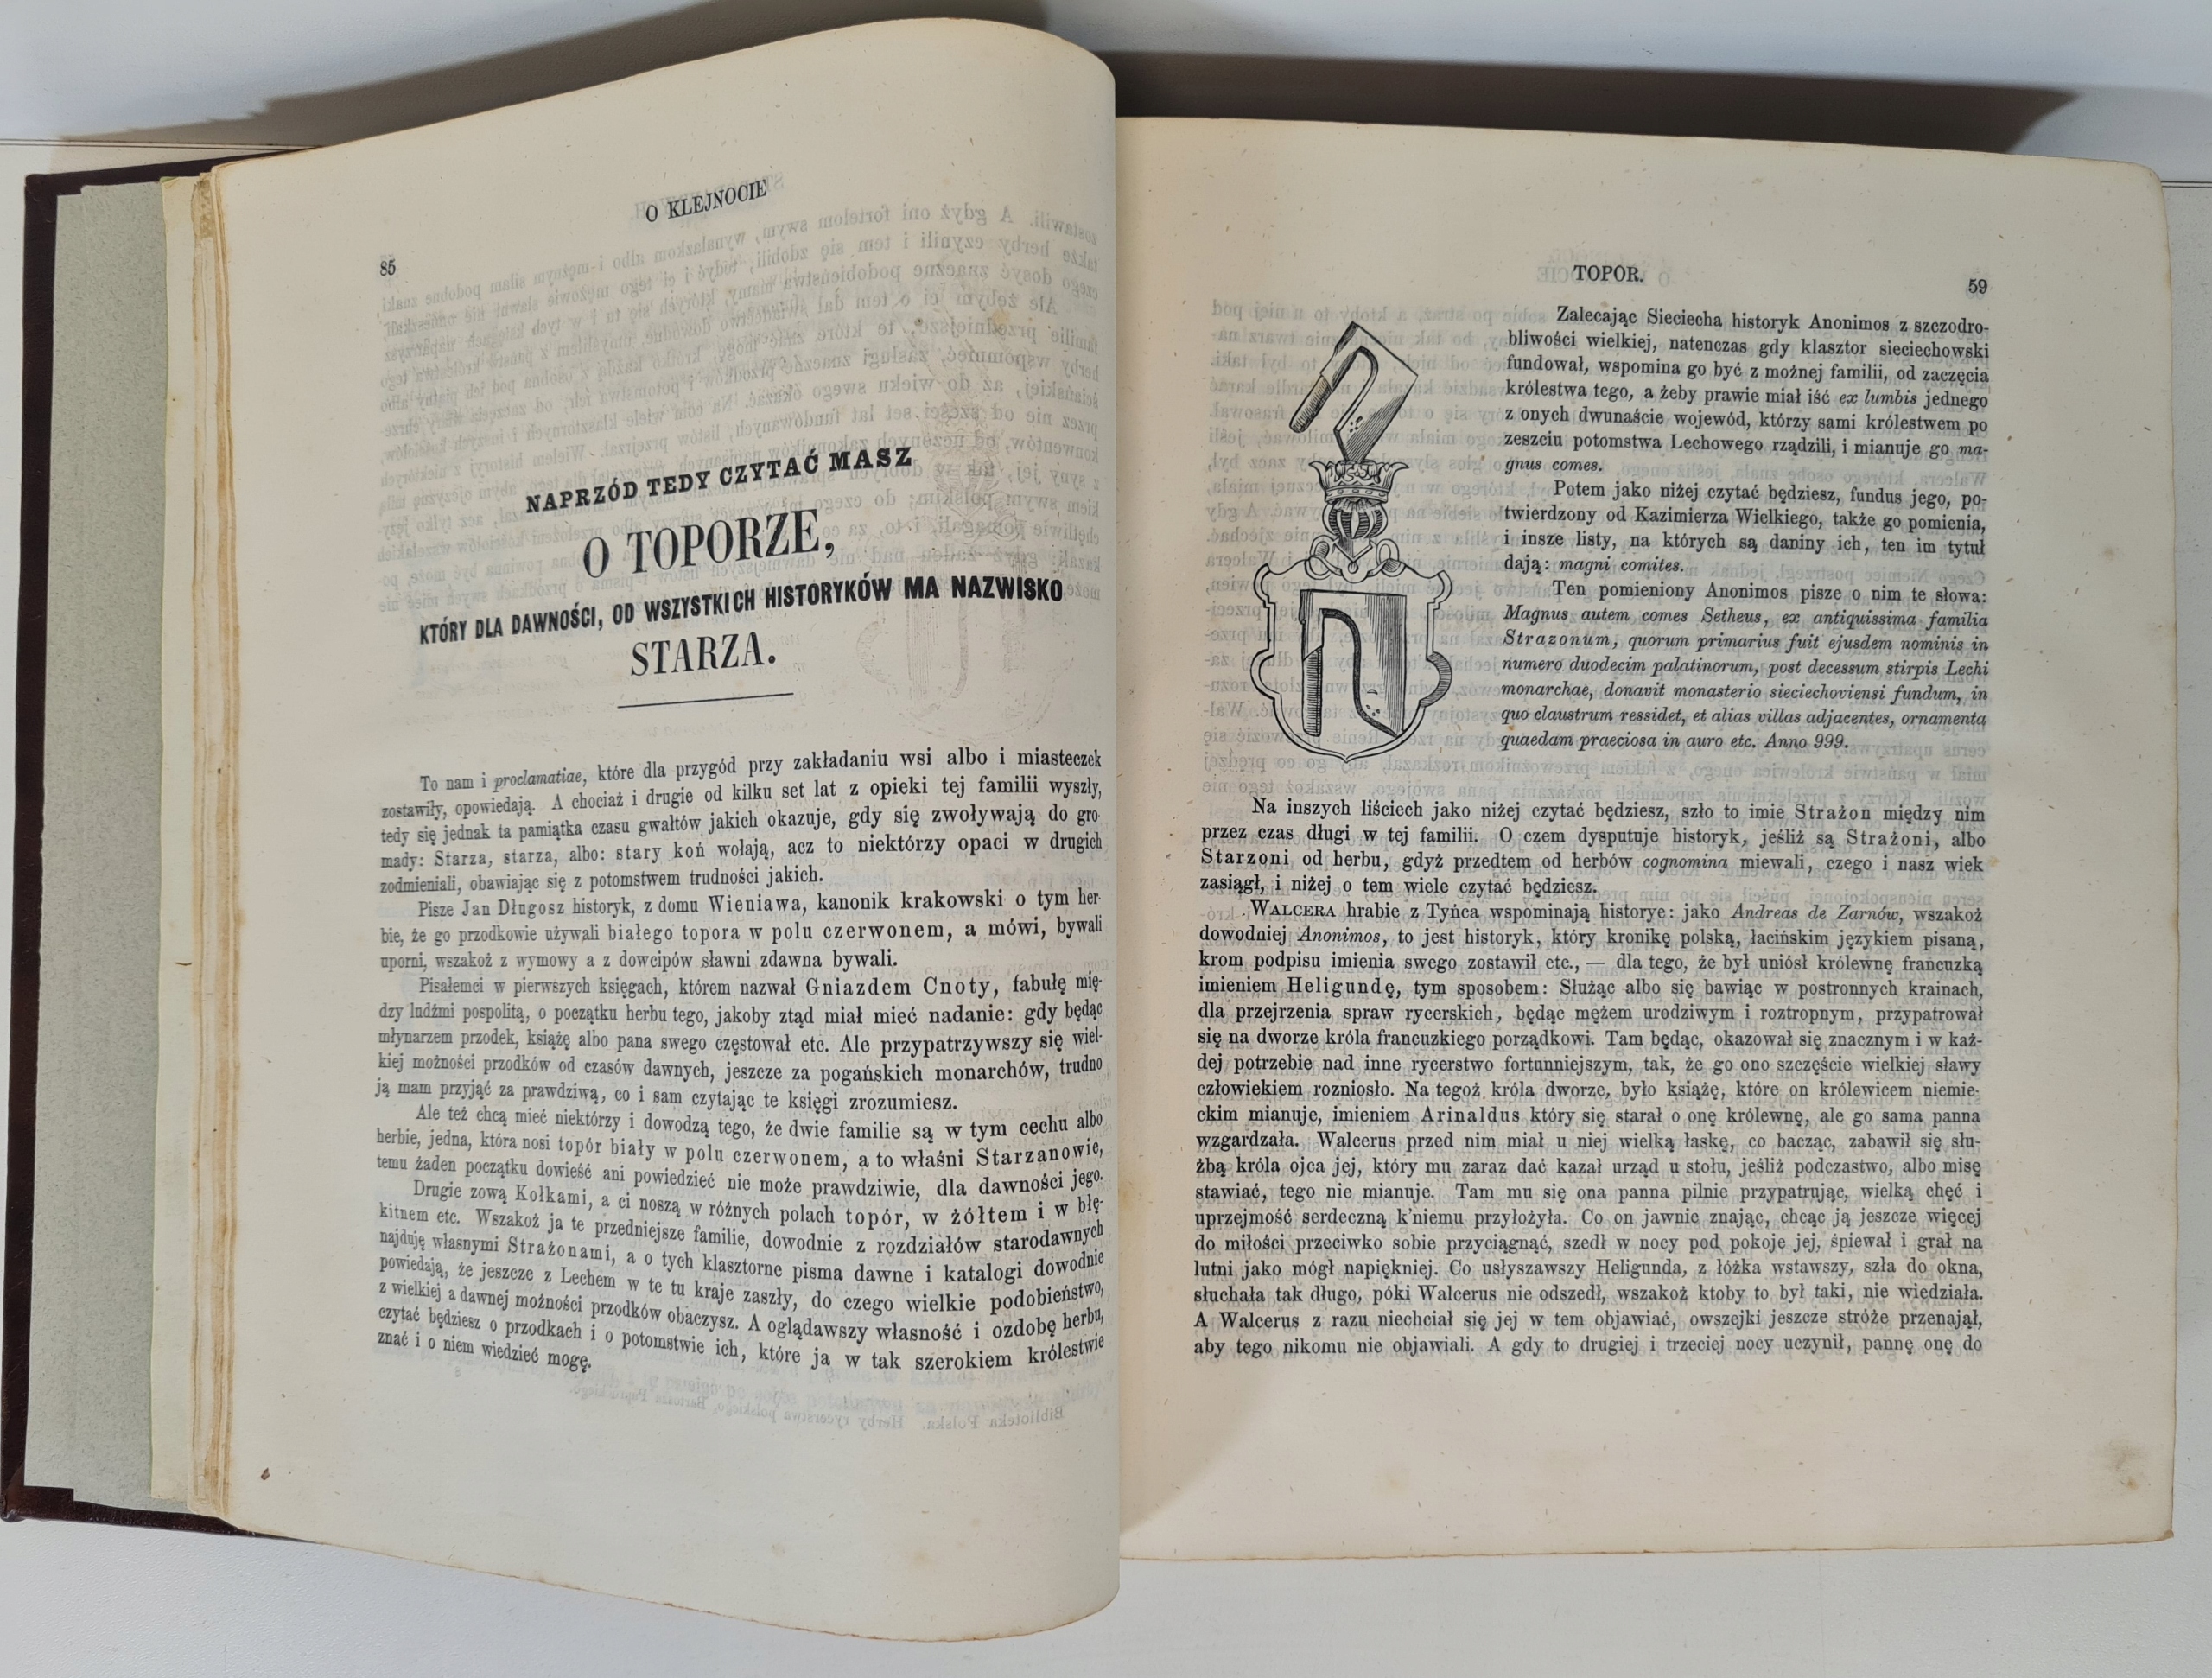 O KLEJNOCIE
85
NAPRZÓD TEDY CZYTAĆ MASZ
O TOPORZE,
KTÓRY DLA DAWNOŚCI, OD WSZYSTKICH HISTORYKÓW MA NAZWISKO
STARZA.
To nam i proclamatiae, które dla przygód przy zakładaniu wsi albo i miasteczek
zostawiły, opowiedają. A chociaż i drugie od kilku set lat z opieki tej familii wyszły,
tedy się jednak ta pamiątka czasu gwałtów jakich okazuje, gdy się zwoływają do gro
mady: Starza, starza, albo: stary koń wołają, acz to niektórzy opaci w drugich
zodmieniali, obawiając się z potomstwem trudności jakich.
Pisze Jan Długosz historyk, z domu Wieniawa, kanonik krakowski o tym her-
bie, że go przodkowie używali białego topora w polu czerwonem, a mówi, bywali
uporni, wszakoż z wymowy a z dowcipów sławni zdawna bywali.
Pisałemci w pierwszych księgach, którem nazwał Gniazdem Cnoty, fabułę mię-
dzy ludźmi pospolitą, o początku herbu tego, jakoby ztąd miał mieć nadanie: gdy będąc
młynarzem przodek, książę albo pana swego częstował etc. Ale przypatrzywszy się wiel-
kiej możności przodków od czasów dawnych, jeszcze za pogańskich monarchów, trudno
ją mam przyjąć za prawdziwą, co i sam czytając te księgi zrozumiesz.
Ale też chcą mieć niektórzy i dowodzą tego, że dwie familie są w tym cechu albo
herbie, jedna, która nosi topór biały w polu czerwonem, a to właśni Starzanowie,
temu żaden początku dowieść ani powiedzieć nie może prawdziwie, dla dawności jego.
Drugie zową Kołkami, a ci noszą w różnych polach topór, w żółtem i w błę-
kitnem etc. Wszakoż ja te przedniejsze familie, dowodnie z rozdziałów starodawnych
najduję własnymi Strażonami, a o tych klasztorne pisma dawne i katalogi dowodnie
powiedają, że jeszcze z Lechem w te tu kraje zaszły, do czego wielkie podobieństwo,
z wielkiej a dawnej możności przodków obaczysz. A oglądawszy własność i ozdobę herbu,
czytać będziesz o przodkach i o potomstwie ich, które ja w tak szerokiem królestwie
znać i o niem wiedzieć mogę.
TOPOR.
59
Zalecając Sieciecha historyk Anonimos z szczodro-
bliwości wielkiej, natenczas gdy klasztor sieciechowski
fundował, wspomina go być z możnej familii, od zaczęcia
królestwa tego, a żeby prawie miał iść ex lumbis jednego
z onych dwunaście wojewód, którzy sami królestwem po
zeszciu potomstwa Lechowego rządzili, i mianuje go ma-
gnus comes.
Potem jako niżej czytać będziesz, fundus jego, po-
twierdzony od Kazimierza Wielkiego, także go pomienia,
i insze listy, na których są daniny ich, ten im tytuł
dają: magni comites.
Ten pomieniony Anonimos pisze o nim te słowa:
Magnus autem comes Setheus, ex antiquissima familia
Strazonum, quorum primarius fuit ejusdem nominis in
numero duodecim palatinorum, post decessum stirpis Lechi
monarchae, donavit monasterio sieciechoviensi fundum, in
quo claustrum ressidet, et alias villas adjacentes, ornamenta
quaedam praeciosa in auro etc. Anno 999.
Na inszych liściech jako niżej czytać będziesz, szło to imie Strażon między nim
przez czas długi w tej familii. O czem dysputuje historyk, jeśliż są Strażoni, albo
Starzoni od herbu, gdyż przedtem od herbów cognomina miewali, czego i nasz wiek
zasiągł, i niżej o tem wiele czytać będziesz.
WALCERA hrabie z Tyńca wspominają historye: jako Andreas de Zarnów, wszakoż
dowodniej Anonimos, to jest historyk, który kronikę polską, łacińskim językiem pisaną,
krom podpisu imienia swego zostawił etc., — dla tego, że był uniósł królewnę francuzką
imieniem Heligundę, tym sposobem: Służąc albo się bawiąc w postronnych krainach,
dla przejrzenia spraw rycerskich, będąc mężem urodziwym i roztropnym, przypatrował
się na dworze króla francuzkiego porządkowi. Tam będąc, okazował się znacznym i w każ-
dej potrzebie nad inne rycerstwo fortunniejszym, tak, że go ono szczęście wielkiej sławy
człowiekiem rozniosło. Na tegoż króla dworze, było książę, które on królewicem niemie-
ckim mianuje, imieniem Arinaldus który się starał o onę królewnę, ale go sama panna
wzgardzała. Walcerus przed nim miał u niej wielką łaskę, co bacząc, zabawił się słu-
żbą króla ojca jej, który mu zaraz dać kazał urząd u stołu, jeśliż podczastwo, albo misę
stawiać, tego nie mianuje. Tam mu się ona panna pilnie przypatrując, wielką chęć i
uprzejmość serdeczną k'niemu przyłożyła. Co on jawnie znając, chcąc ją jeszcze więcej
do miłości przeciwko sobie przyciągnąć, szedł w nocy pod pokoje jej, śpiewał i grał na
lutni jako mógł napiękniej. Co usłyszawszy Heligunda, z łóżka wstawszy, szła do okna,
słuchała tak długo, póki Walcerus nie odszedł, wszakoż ktoby to był taki, nie wiedziała.
A Walcerus z razu niechciał się jej w tem objawiać, owszejki jeszcze stróże przenajął,
aby tego nikomu nie objawiali. A gdy to drugiej i trzeciej nocy uczynił, pannę onę do